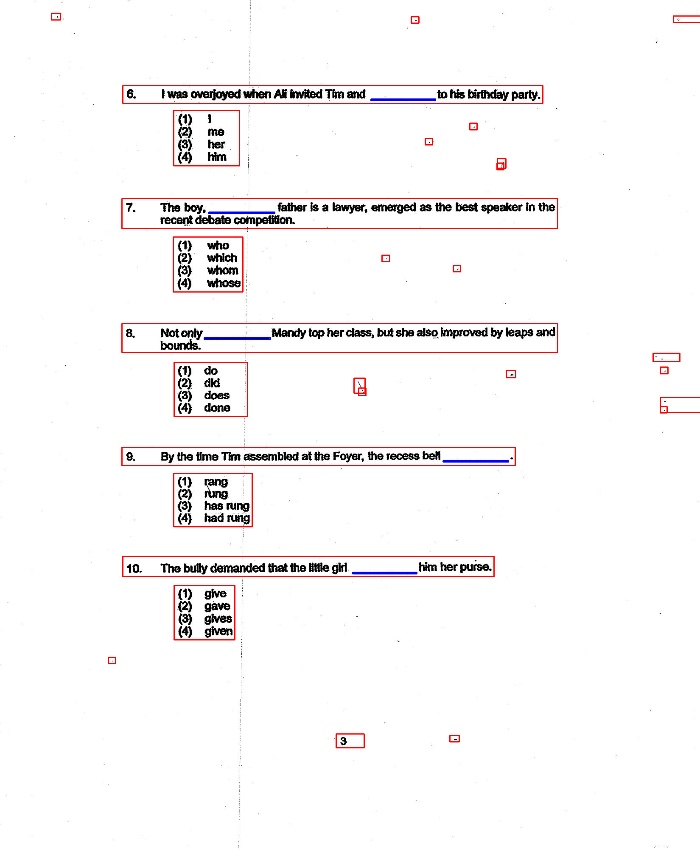 6. I was overjoyed when Ali invited Tim and ________ to his birthday party.
(1) I
(2) me
(3) her
(4) him
7. The boy, ________ father is a lawyer, emerged as the best speaker in the
recent debate competition.
(1) who
(2) which
(3) whom
(4) whose
8. Not only ________ Mandy top her class, but she also improved by leaps and
bounds.
(1) do
(2) did
(3) does
(4) done
9. By the time Tim assembled at the Foyer, the recess bell ________.
(1) rang
(2) rung
(3) has rung
(4) had rung
10. The bully demanded that the little girl ________ him her purse.
(1) give
(2) gave
(3) gives
(4) given
3